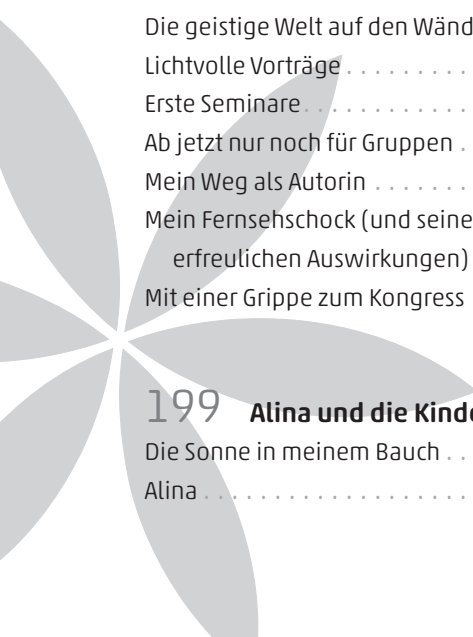 Die geistige Welt auf den Wänd
Lichtvolle Vorträge . . . . . . . . .
Erste Seminare . . . . . . . . . . . .
Ab jetzt nur noch für Gruppen .
Mein Weg als Autorin . . . . . . .
Mein Fernsehschock (und seine
erfreulichen Auswirkungen)
Mit einer Grippe zum Kongress
199 Alina und die Kinde
Die Sonne in meinem Bauch . .
Alina . . . . . . . . . . . . . . . . . . .